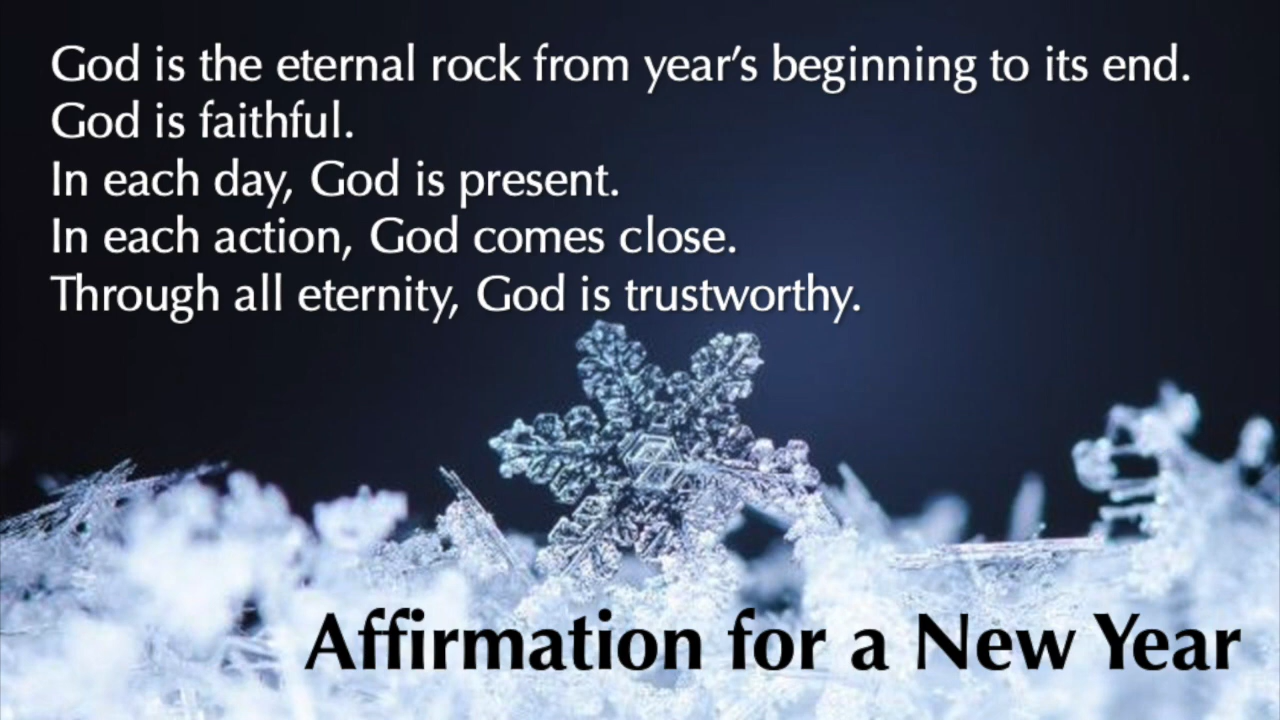 God is the eternal rock from year’s beginning to its end.
God is faithful.
In each day, God is present.
In each action, God comes close.
Through all eternity, God is trustworthy.
Affirmation for a New Year